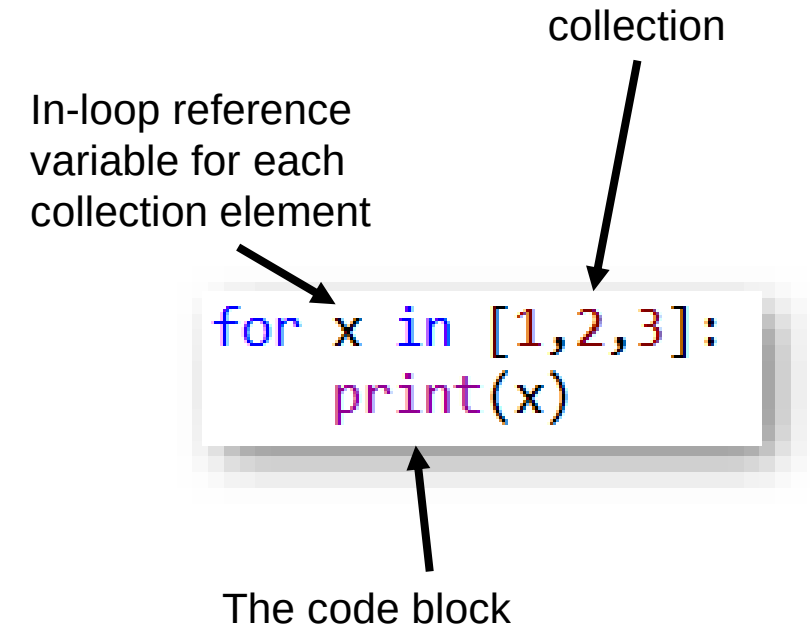 collection
In-loop reference
variable for each
collection element
for x in [1,2,3]:
    print(x)
The code block